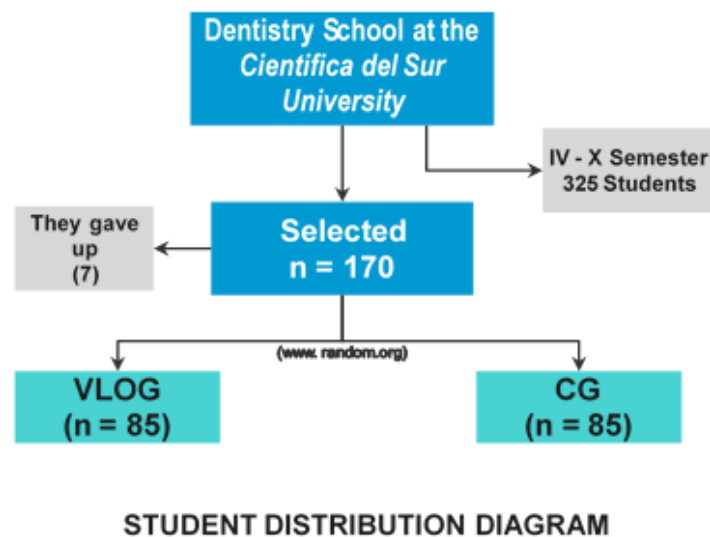 Dentistry School at the
Científica del Sur
University
IV - X Semester
325 Students
They gave
up
(7)
Selected
n = 170
(www. random.org)
VLOG
(n = 85)
CG
(n = 85)
STUDENT DISTRIBUTION DIAGRAM